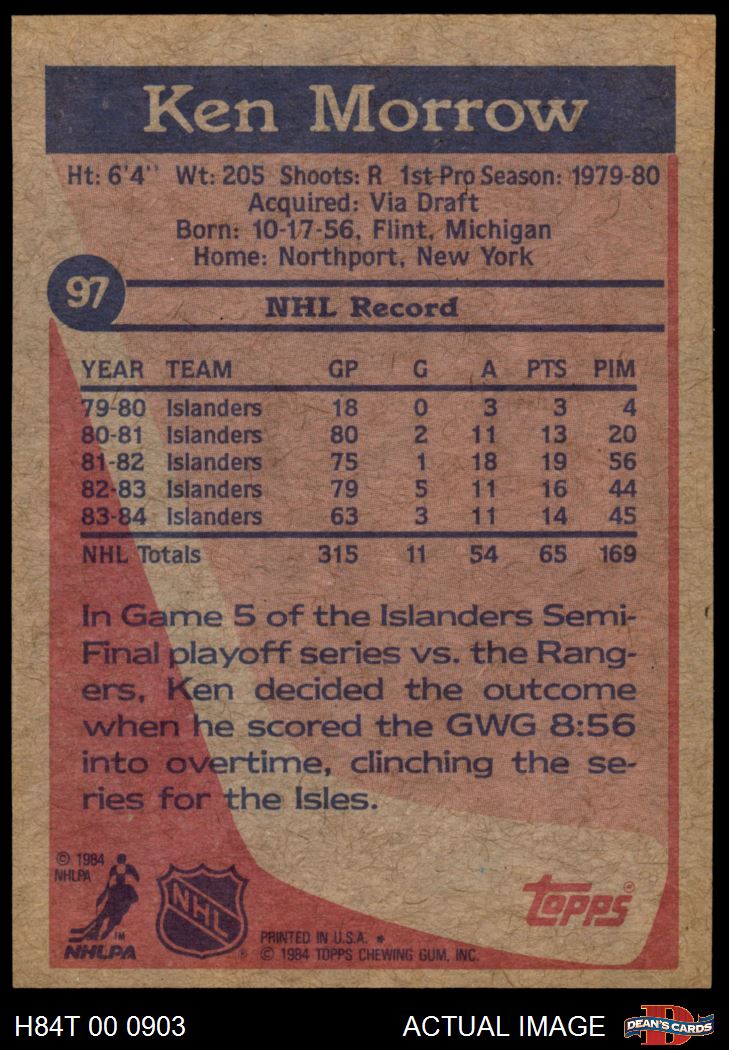 Ken Morrow
Ht: 6'4" Wt: 205 Shoots: R 1st Pro Season: 1979-80
Acquired: Via Draft
Born: 10-17-56, Flint, Michigan
Home: Northport, New York
97
NHL Record
YEAR TEAM GP G A PTS PIM
79-80 Islanders 18 0 3 3 4
80-81 Islanders 80 2 11 13 20
81-82 Islanders 75 1 18 19 56
82-83 Islanders 79 5 11 16 44
83-84 Islanders 63 3 11 14 45
NHL Totals 315 11 54 65 169
In Game 5 of the Islanders Semi-
Final playoff series vs. the Rang-
ers, Ken decided the outcome
when he scored the GWG 8:56
into overtime, clinching the se-
ries for the Isles.
© 1984
NHLPA
TM
NHLPA
NHL
®
topps®
PRINTED IN U.S.A. *
© 1984 TOPPS CHEWING GUM, INC.
H84T 00 0903 ACTUAL IMAGE
D
DEAN'S CARDS